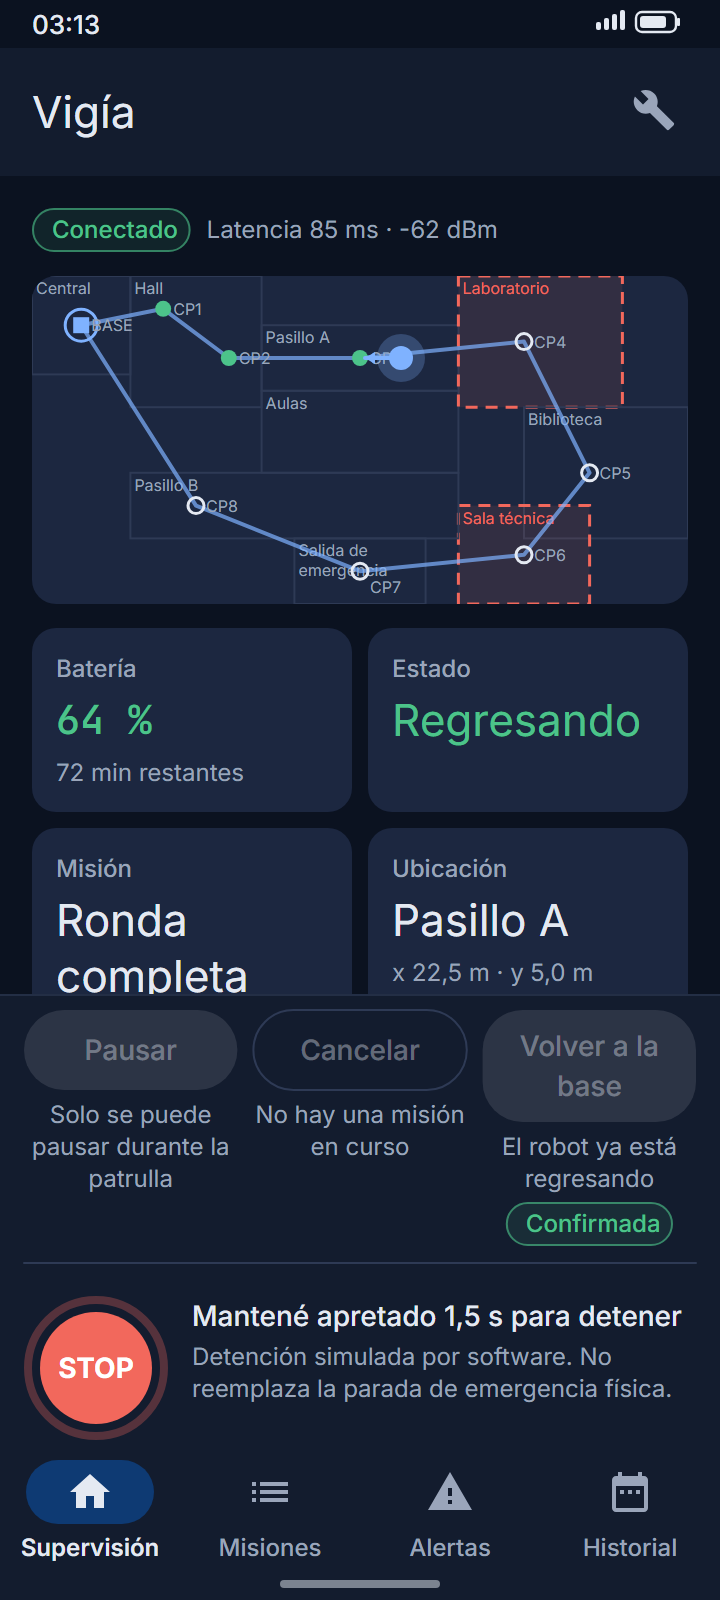 03:13
Vigía
Conectado
Latencia 85 ms · -62 dBm
Central
Hall
Laboratorio
BASE
CP1
Pasillo A
CP2
CP4
Aulas
Biblioteca
CP5
Pasillo B
CP8
Sala técnica
Salida de
emergencia
CP6
CP7
Batería
64 %
72 min restantes
Estado
Regresando
Misión
Ronda
completa
Ubicación
Pasillo A
x 22,5 m · y 5,0 m
Pausar
Solo se puede
pausar durante la
patrulla
Cancelar
No hay una misión
en curso
Volver a la
base
El robot ya está
regresando
Confirmada
STOP
Mantené apretado 1,5 s para detener
Detención simulada por software. No
reemplaza la parada de emergencia física.
Supervisión
Misiones
Alertas
Historial